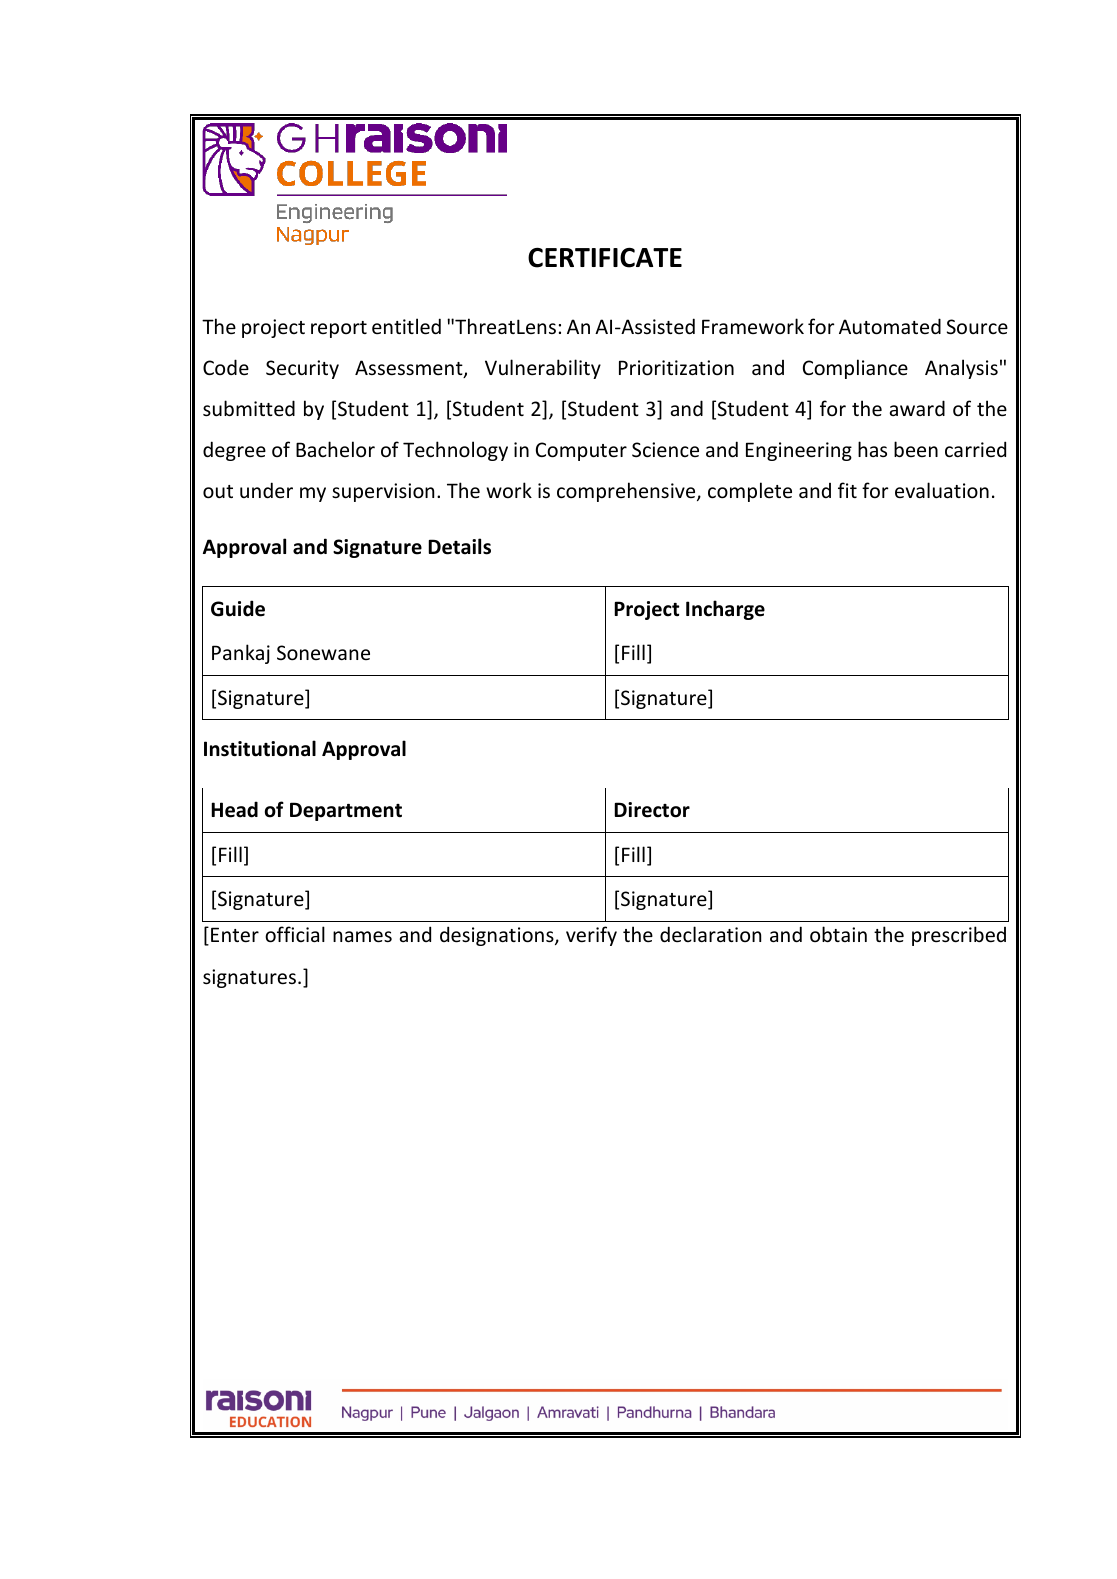 GHraisoni
COLLEGE
Engineering
Nagpur
CERTIFICATE
The project report entitled "ThreatLens: An AI-Assisted Framework for Automated Source
Code Security Assessment, Vulnerability Prioritization and Compliance Analysis"
submitted by [Student 1], [Student 2], [Student 3] and [Student 4] for the award of the
degree of Bachelor of Technology in Computer Science and Engineering has been carried
out under my supervision. The work is comprehensive, complete and fit for evaluation.
Approval and Signature Details
Guide Project Incharge
Pankaj Sonewane [Fill]
[Signature] [Signature]
Institutional Approval
Head of Department Director
[Fill] [Fill]
[Signature] [Signature]
[Enter official names and designations, verify the declaration and obtain the prescribed
signatures.]
raisoni
EDUCATION
Nagpur | Pune | Jalgaon | Amravati | Pandhurna | Bhandara